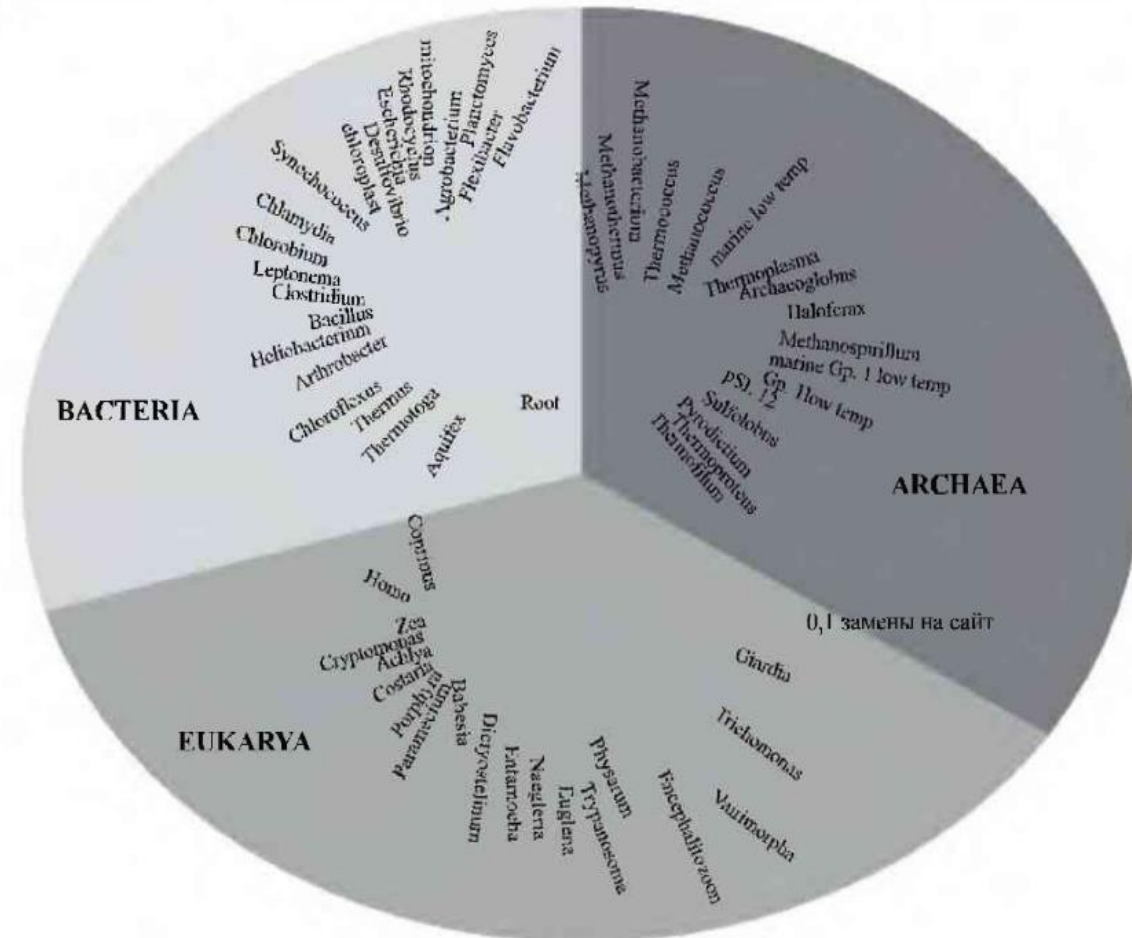 mitochondrion
Rhodocyclus
Escherichia
Desulfovibrio
chloroplast
Synechococcus
Chlamydia
Chlorobium
Leptonema
Clostridium
Bacillus
Heliobacterium
Arthrobacter
Chloroflexus
Thermus
Thermotoga
Aquifex
Agrobacterium
Planctomyces
Flexibacter
Flavobacterium
BACTERIA
Root
Methanopyrus
Methanothermus
Methanobacterium
Thermococcus
Methanococcus
marine low temp
Thermoplasma
Archaeoglobus
Haloferax
Methanospirillum
marine Gp. 1 low temp
Gp. 1low temp
pSL 12
Sulfolobus
Pyrodictium
Thermoproteus
Thermofilum
ARCHAEA
0,1 замены на сайт
Coprinus
Homo
Zea
Cryptomonas
Achlya
Costaria
Porphyra
Paramecium
Babesia
Dictyostelium
Entamoeba
Naegleria
Euglena
Trypanosoma
Physarum
Encephalitozoon
Vairimorpha
Trichomonas
Giardia
EUKARYA